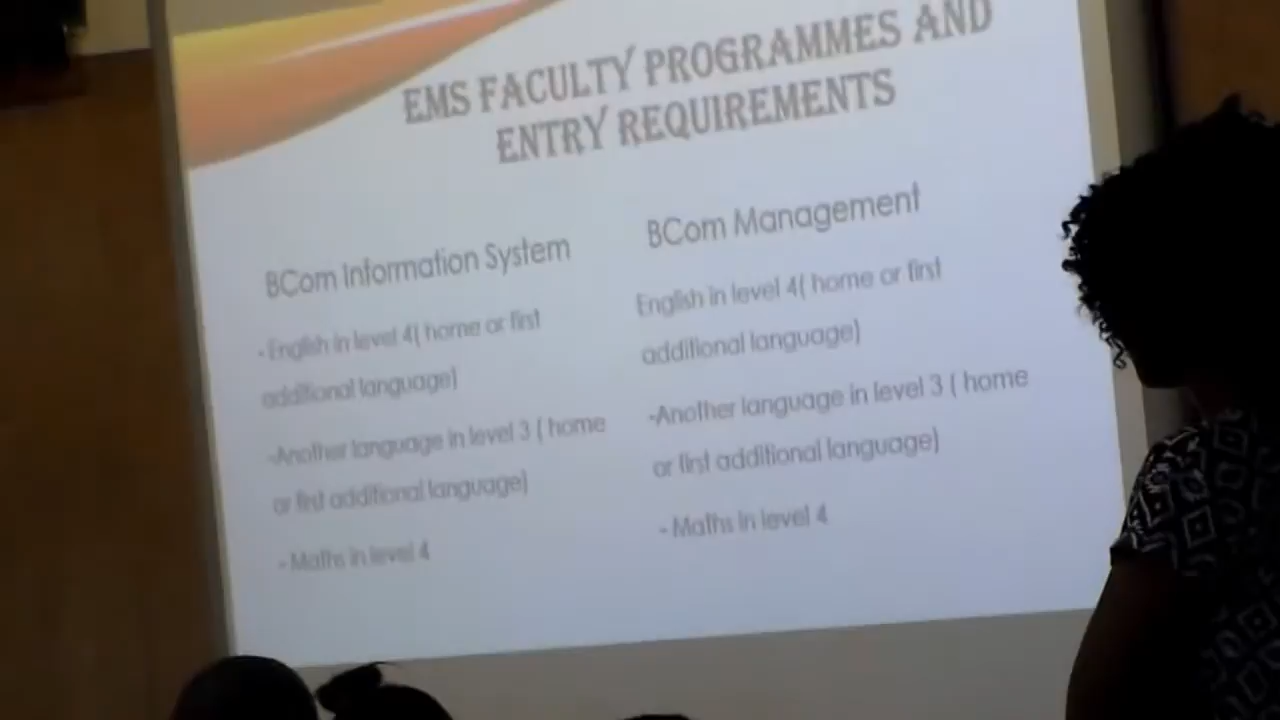 EMS FACULTY PROGRAMMES AND
ENTRY REQUIREMENTS
BCom Information System
- English in level 4( home or first
additional language)
-Another language in level 3 ( home
or first additional language)
- Maths in level 4
BCom Management
English in level 4( home or first
additional language)
-Another language in level 3 ( home
or first additional language)
- Maths in level 4